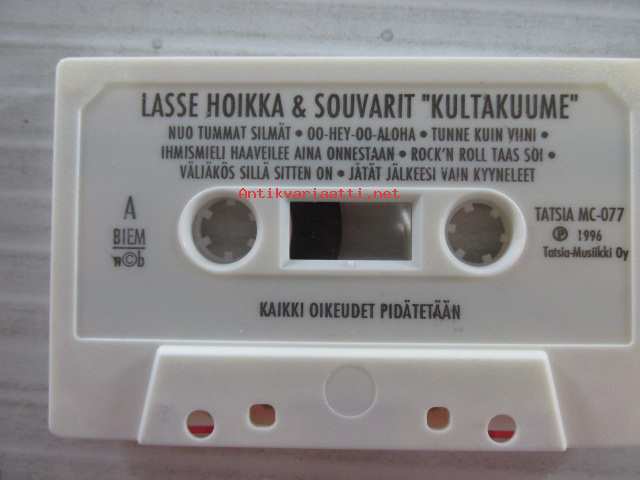 LASSE HOIKKA & SOUVARIT "KULTAKUUME"
NUO TUMMAT SILMÄT • OO-HEY-OO-ALOHA • TUNNE KUIN VIINI •
IHMISMIELI HAAVEILEE AINA ONNESTAAN • ROCK'N ROLL TAAS SOI •
VÄLIÄKÖS SILLÄ SITTEN ON • JÄTÄT JÄLKEESI VAIN KYYNELEET
Antikvariaatti.net
A
BIEM
n©b
TATSIA MC-077
℗ 1996
Tatsia-Musiikki Oy
KAIKKI OIKEUDET PIDÄTETÄÄN